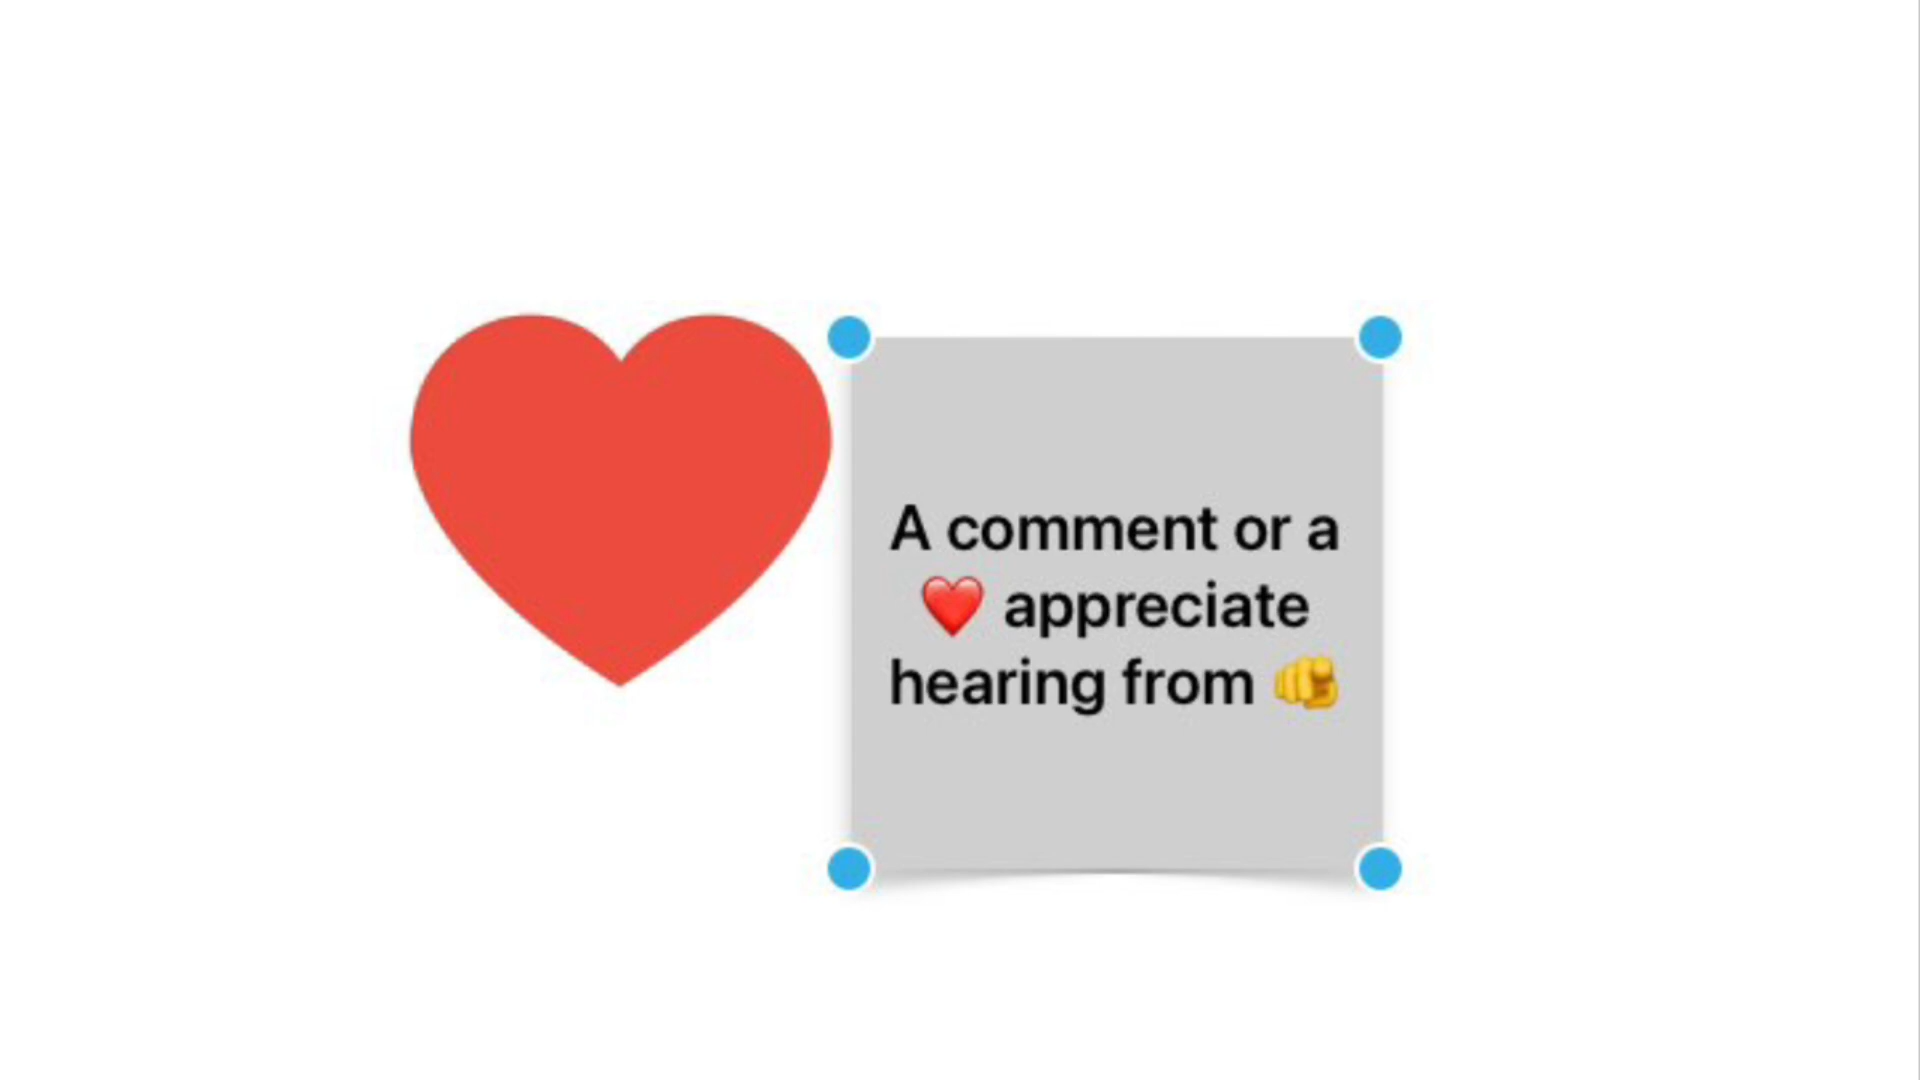 A comment or a
❤️ appreciate
hearing from 🫵